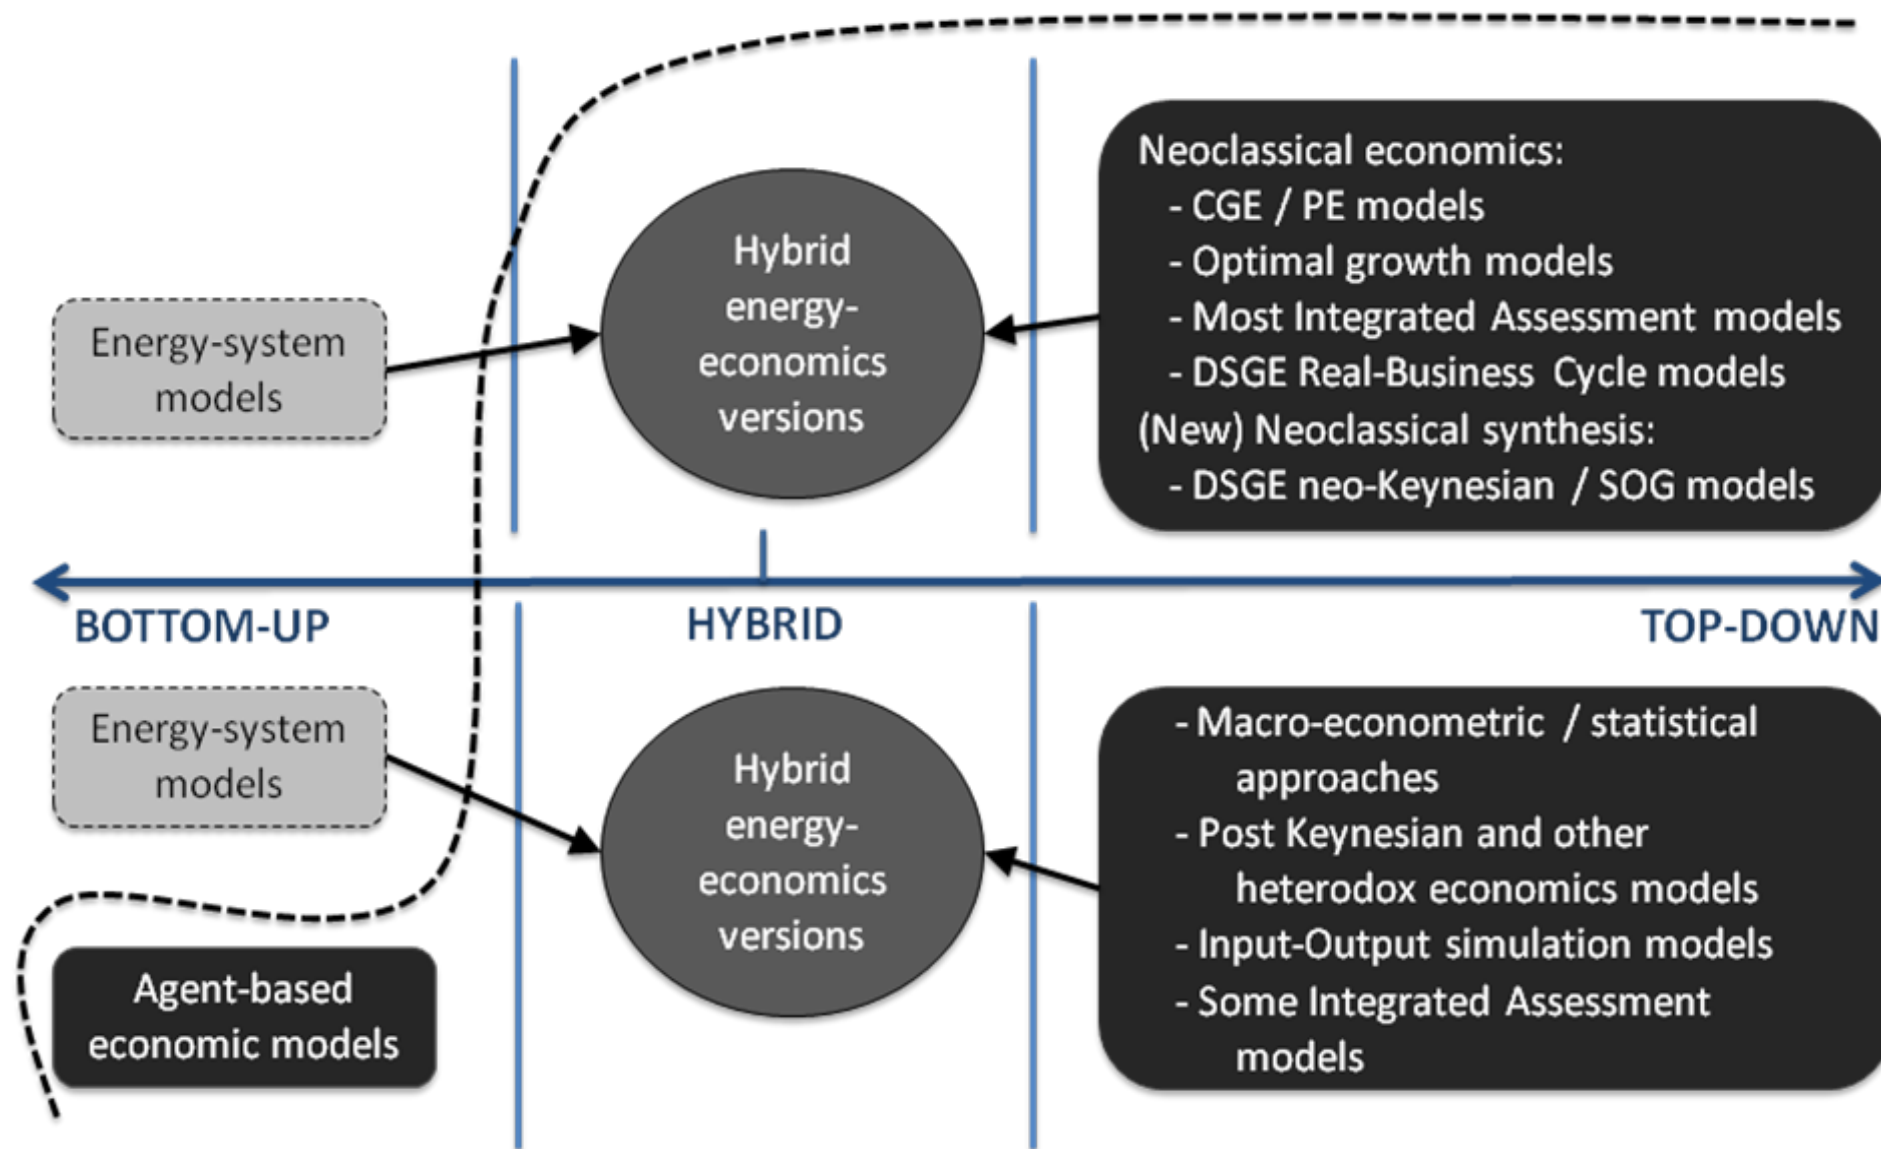 Energy-system
models
Hybrid
energy-
economics
versions
Neoclassical economics:
- CGE / PE models
- Optimal growth models
- Most Integrated Assessment models
- DSGE Real-Business Cycle models
(New) Neoclassical synthesis:
- DSGE neo-Keynesian / SOG models
BOTTOM-UP
HYBRID
TOP-DOWN
Energy-system
models
Agent-based
economic models
Hybrid
energy-
economics
versions
- Macro-econometric / statistical
approaches
- Post Keynesian and other
heterodox economics models
- Input-Output simulation models
- Some Integrated Assessment
models